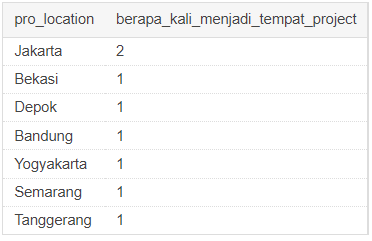 pro_location berapa_kali_menjadi_tempat_project
Jakarta 2
Bekasi 1
Depok 1
Bandung 1
Yogyakarta 1
Semarang 1
Tanggerang 1